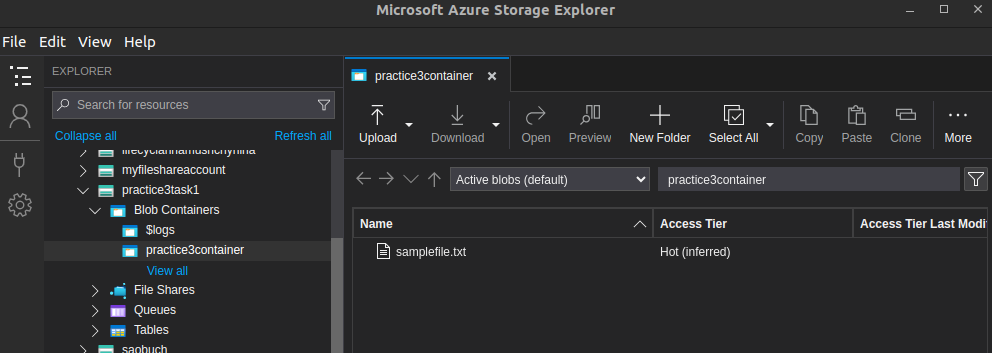 Microsoft Azure Storage Explorer
File Edit View Help
EXPLORER
Search for resources
Collapse all Refresh all
myfileshareaccount
practice3task1
Blob Containers
$logs
practice3container
View all
File Shares
Queues
Tables
saobuch
practice3container
Upload Download Open Preview New Folder Select All Copy Paste Clone More
Active blobs (default) practice3container
Name Access Tier Access Tier Last Modif
samplefile.txt Hot (inferred)